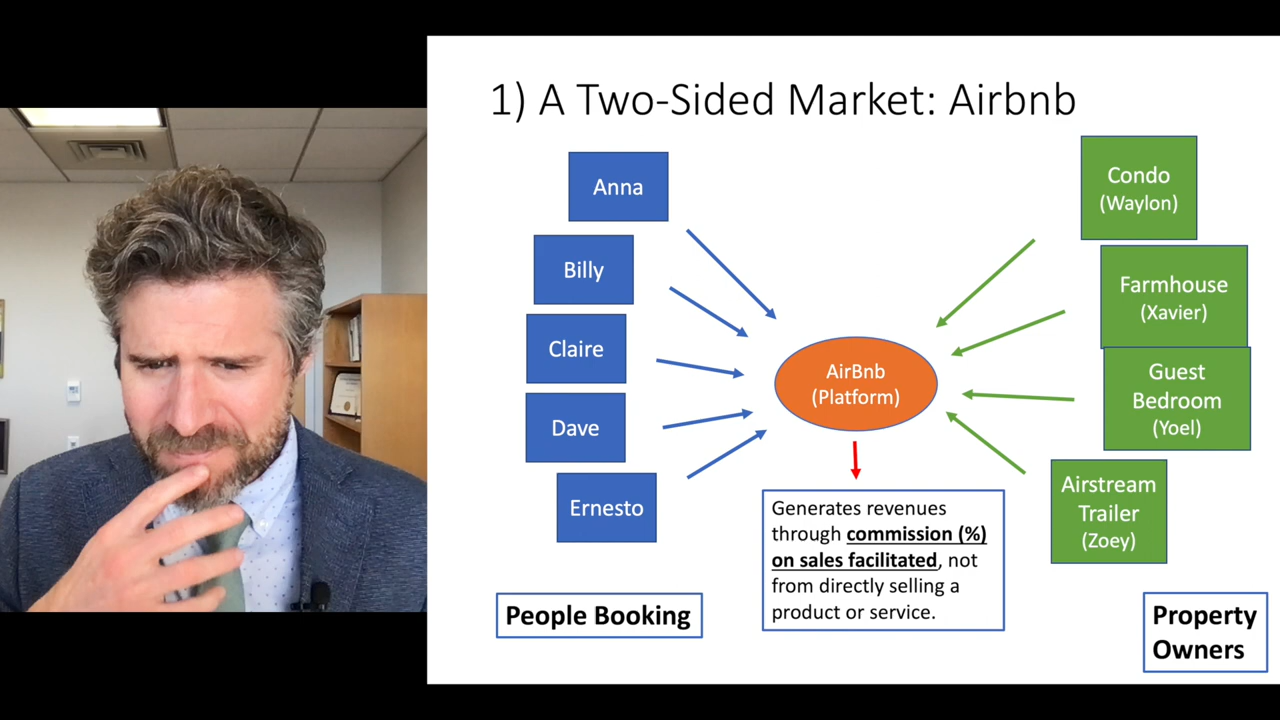 1) A Two-Sided Market: Airbnb
Anna
Billy
Claire
Dave
Ernesto
People Booking
AirBnb
(Platform)
Generates revenues
through commission (%)
on sales facilitated, not
from directly selling a
product or service.
Condo
(Waylon)
Farmhouse
(Xavier)
Guest
Bedroom
(Yoel)
Airstream
Trailer
(Zoey)
Property
Owners